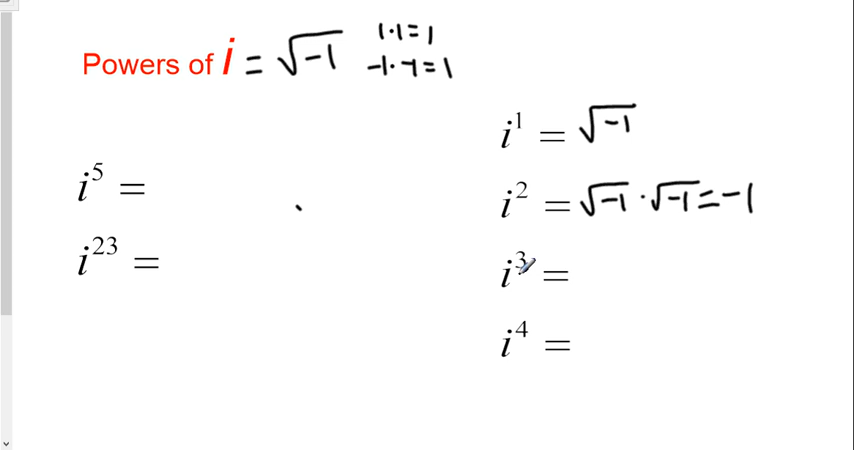 Powers of i = √-1
1·1=1
-1·-1=1
i¹ = √-1
i⁵ =
i² = √-1 · √-1 = -1
i²³ =
i³ =
i⁴ =